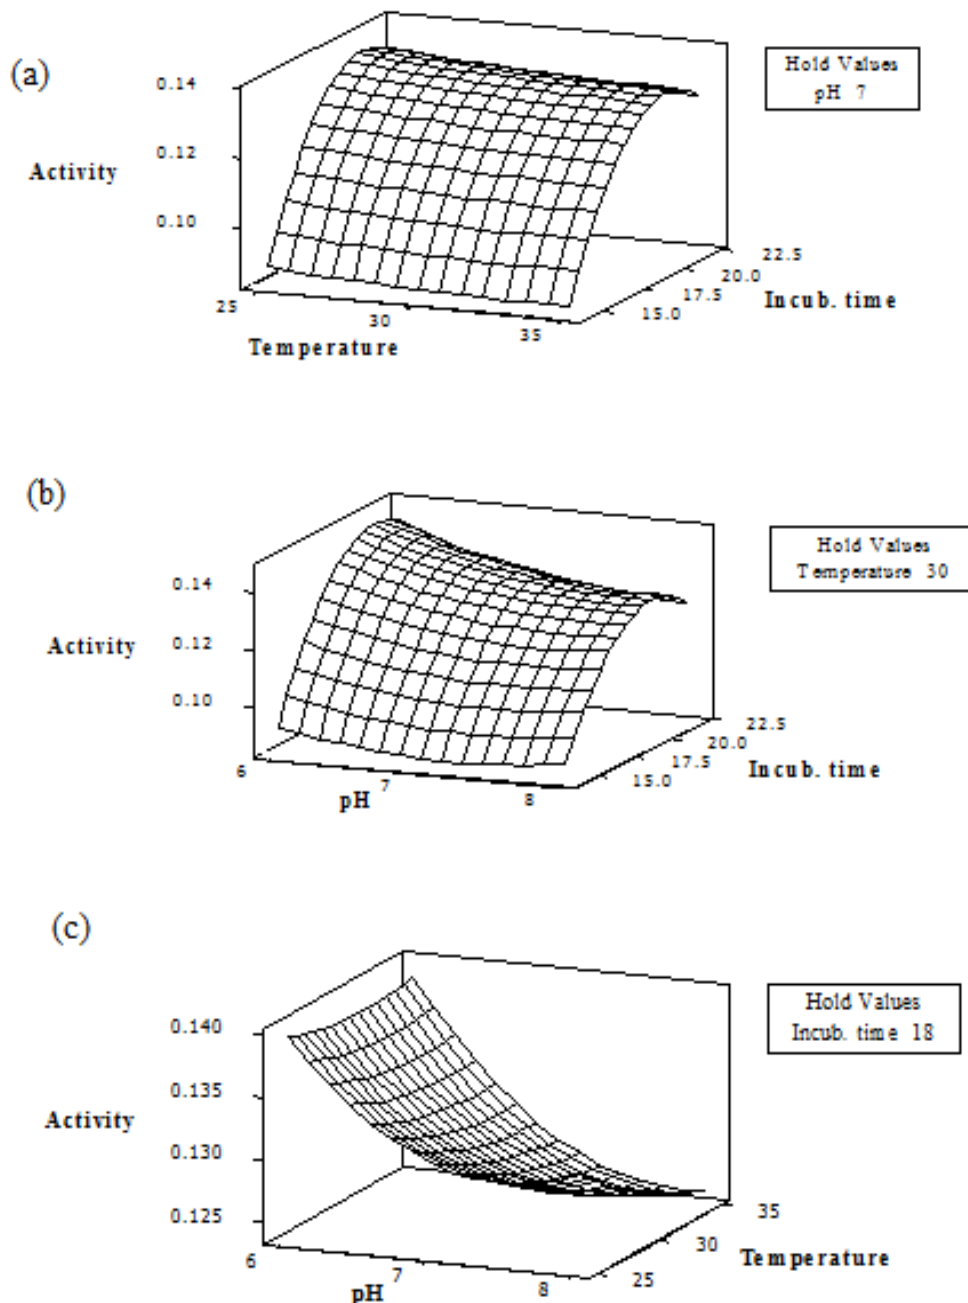 (a)
Hold Values
pH 7
0.14
0.12
Activity
0.10
22.5
20.0
17.5
Incub. time
15.0
25
30
35
Temperature
(b)
Hold Values
Temperature 30
0.14
0.12
Activity
0.10
22.5
20.0
17.5
Incub. time
15.0
6
7
8
pH
(c)
Hold Values
Incub. time 18
0.140
0.135
Activity
0.130
0.125
35
30
Temperature
25
6
7
8
pH